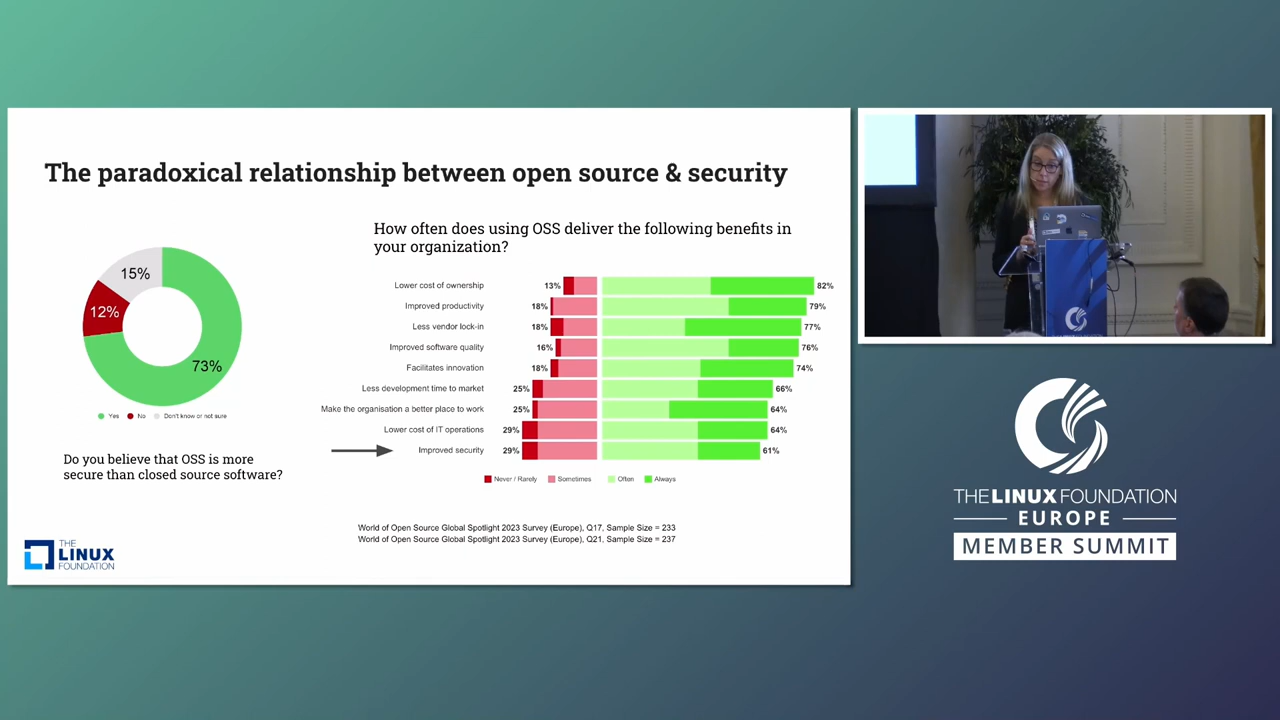 The paradoxical relationship between open source & security
15%
12%
73%
Yes No Don't know or not sure
Do you believe that OSS is more
secure than closed source software?
How often does using OSS deliver the following benefits in
your organization?
Lower cost of ownership 13% 82%
Improved productivity 18% 79%
Less vendor lock-in 18% 77%
Improved software quality 16% 76%
Facilitates innovation 18% 74%
Less development time to market 25% 66%
Make the organisation a better place to work 25% 64%
Lower cost of IT operations 29% 64%
Improved security 29% 61%
Never / Rarely Sometimes Often Always
World of Open Source Global Spotlight 2023 Survey (Europe), Q17, Sample Size = 233
World of Open Source Global Spotlight 2023 Survey (Europe), Q21, Sample Size = 237
THE
LINUX
FOUNDATION
THE LINUX FOUNDATION
EUROPE
MEMBER SUMMIT